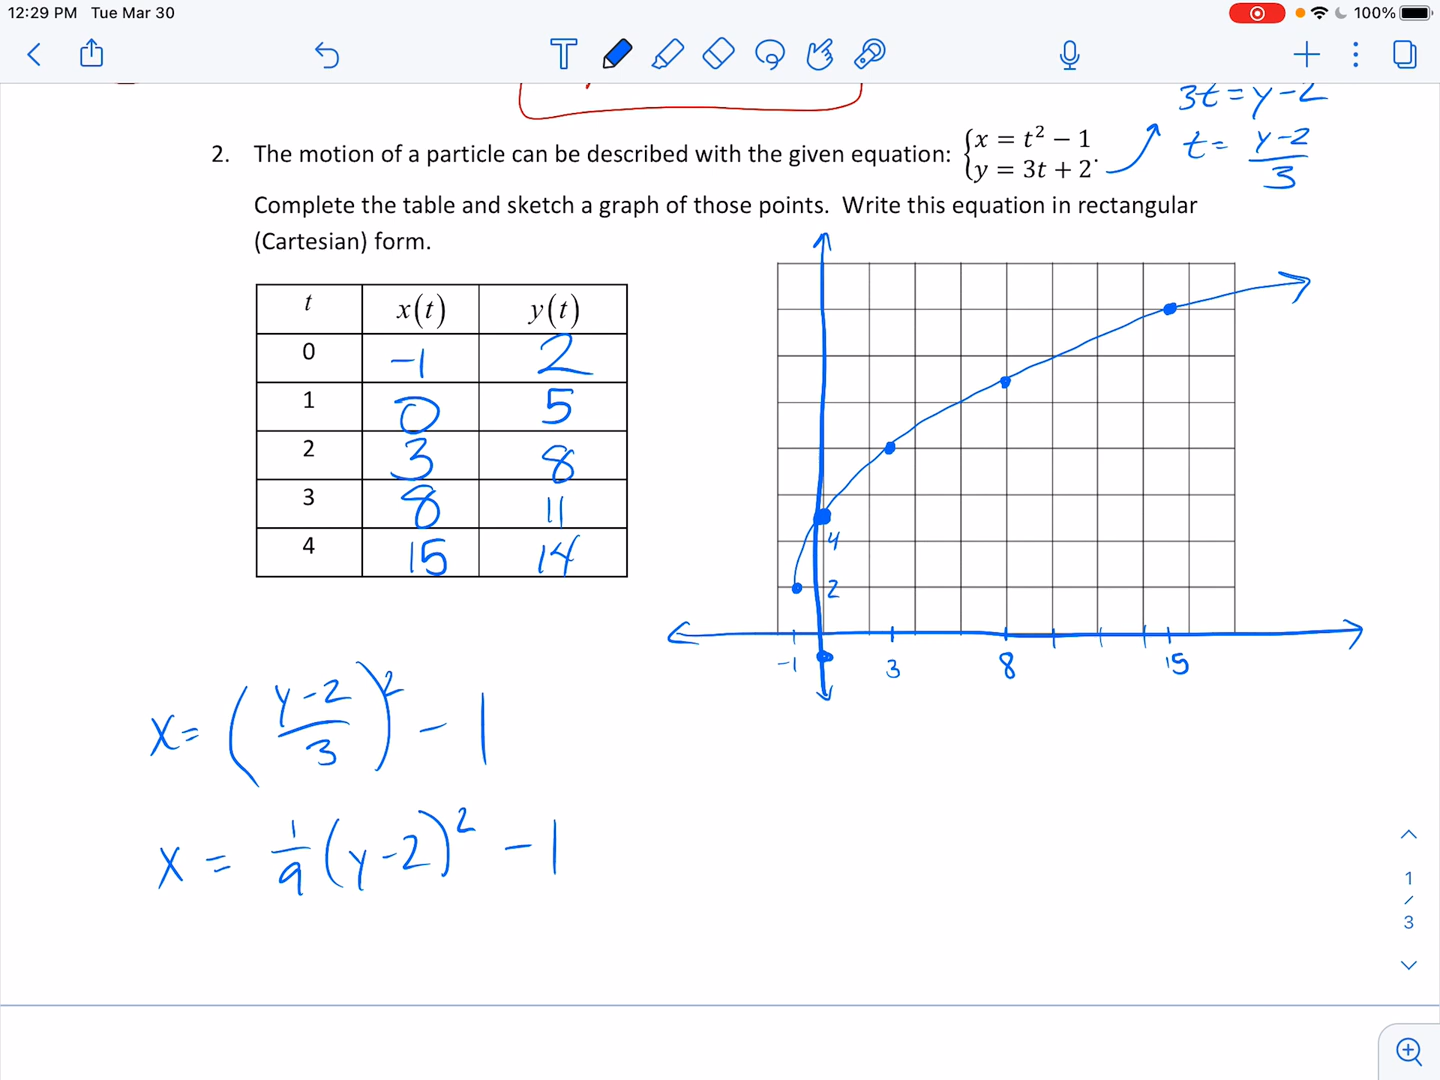 12:29 PM Tue Mar 30
100%
T
3t = y - 2
2. The motion of a particle can be described with the given equation: {x = t² − 1
{y = 3t + 2.
t = y - 2 / 3
Complete the table and sketch a graph of those points. Write this equation in rectangular
(Cartesian) form.
t x(t) y(t)
0 -1 2
1 0 5
2 3 8
3 8 11
4 15 14
4
2
-1 3 8 15
x = (y - 2 / 3)² - 1
x = 1/9 (y - 2)² - 1
1
/
3